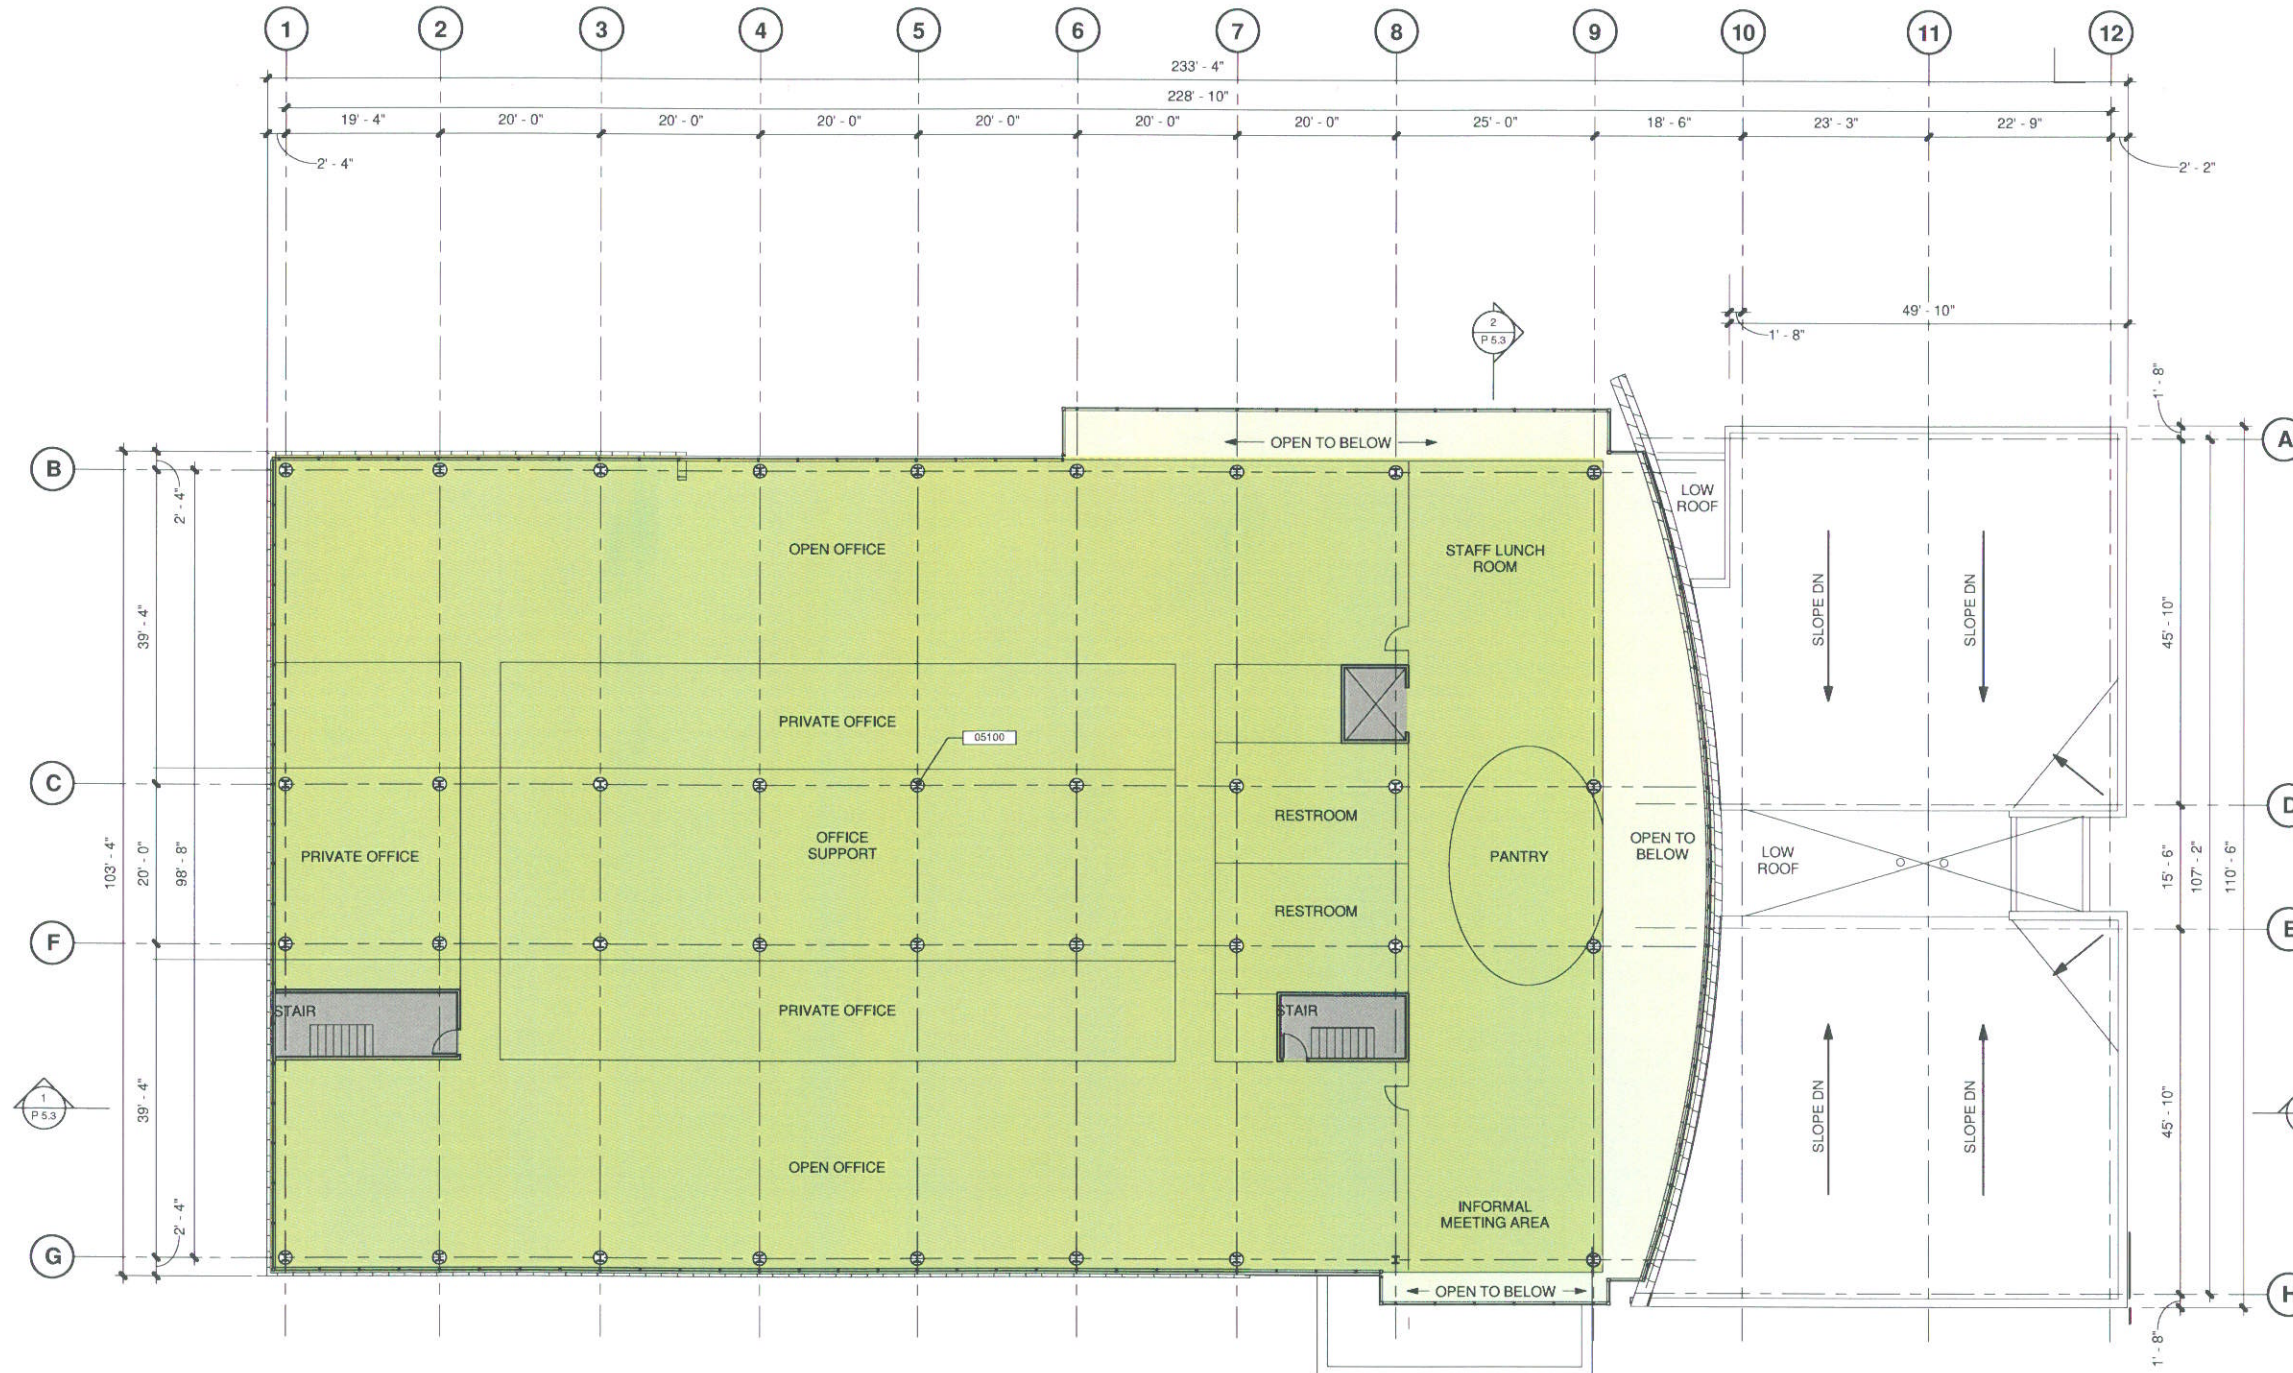 1 2 3 4 5 6 7 8 9 10 11 12
233' - 4"
228' - 10"
19' - 4" 20' - 0" 20' - 0" 20' - 0" 20' - 0" 20' - 0" 20' - 0" 25' - 0" 18' - 6" 23' - 3" 22' - 9"
2' - 4"
2' - 2"
49' - 10"
1' - 8"
2
P 5.3
1' - 8"
A
B
OPEN TO BELOW
2' - 4"
LOW
ROOF
OPEN OFFICE
STAFF LUNCH
ROOM
39' - 4"
SLOPE DN
SLOPE DN
45' - 10"
PRIVATE OFFICE
05100
C
D
RESTROOM
OFFICE
SUPPORT
PRIVATE OFFICE
PANTRY
OPEN TO
BELOW
LOW
ROOF
103' - 4"
20' - 0"
98' - 8"
15' - 6"
107' - 2"
110' - 6"
RESTROOM
F
E
STAIR
PRIVATE OFFICE
STAIR
1
P 5.3
39' - 4"
SLOPE DN
SLOPE DN
45' - 10"
OPEN OFFICE
INFORMAL
MEETING AREA
2' - 4"
G
OPEN TO BELOW
H
1' - 8"